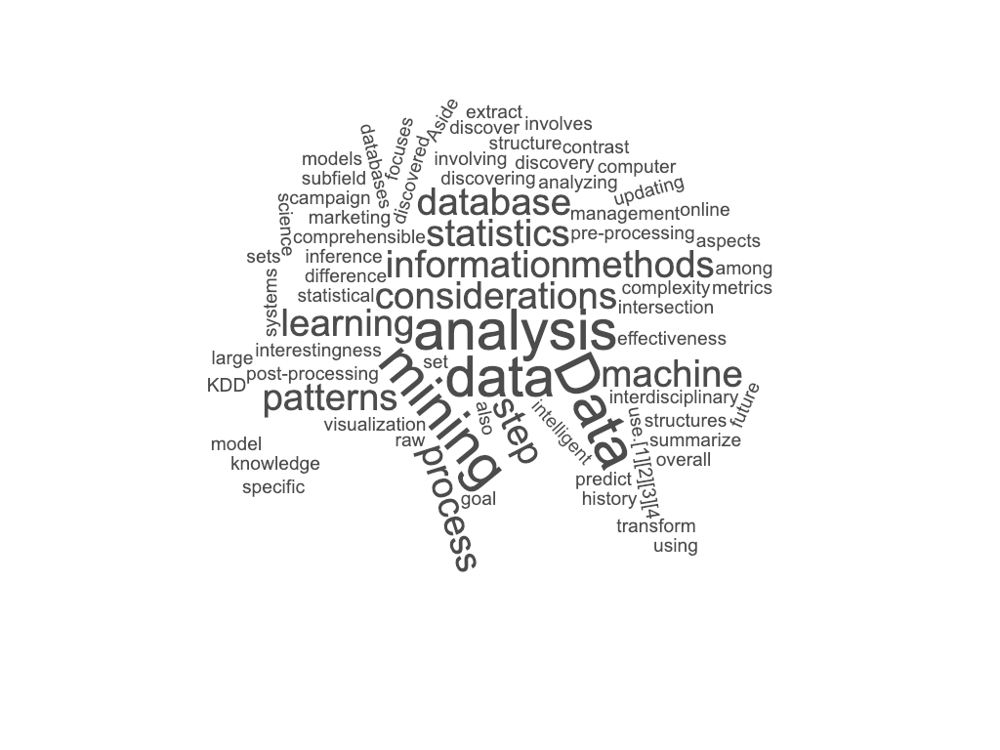 Aside
extract
discover
involves
databases
focuses
discovered
structure
contrast
models
involving
discovery
computer
subfield
discovering
analyzing
updating
science
campaign
database
management
online
marketing
comprehensible
statistics
pre-processing
aspects
sets
inference
information
methods
among
difference
systems
statistical
considerations
complexity
metrics
intersection
learning
analysis
effectiveness
large
interestingness
set
KDD
post-processing
mining
data
Data
machine
patterns
also
step
intelligent
interdisciplinary
future
visualization
use.[1][2][3][4
structures
model
raw
summarize
knowledge
process
overall
specific
goal
predict
history
transform
using